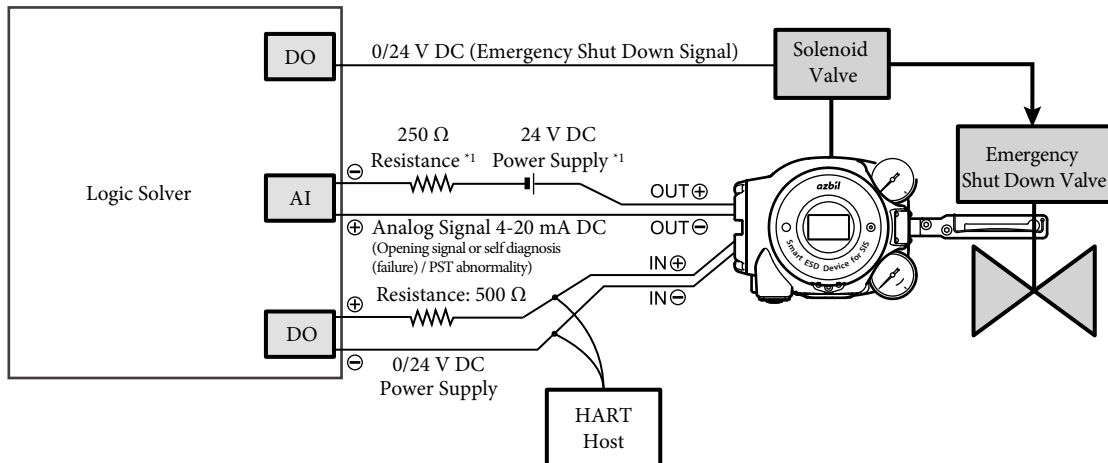 DO
0/24 V DC (Emergency Shut Down Signal)
Solenoid
Valve
250 Ω
Resistance *1
24 V DC
Power Supply *1
Emergency
Shut Down Valve
Logic Solver
AI
⊖
⊕
OUT⊕
OUT⊖
Analog Signal 4-20 mA DC
(Opening signal or self diagnosis
(failure) / PST abnormality)
azbil
Smart ESD Device for SIS
IN⊕
IN⊖
Resistance: 500 Ω
DO
⊕
⊖
0/24 V DC
Power Supply
HART
Host